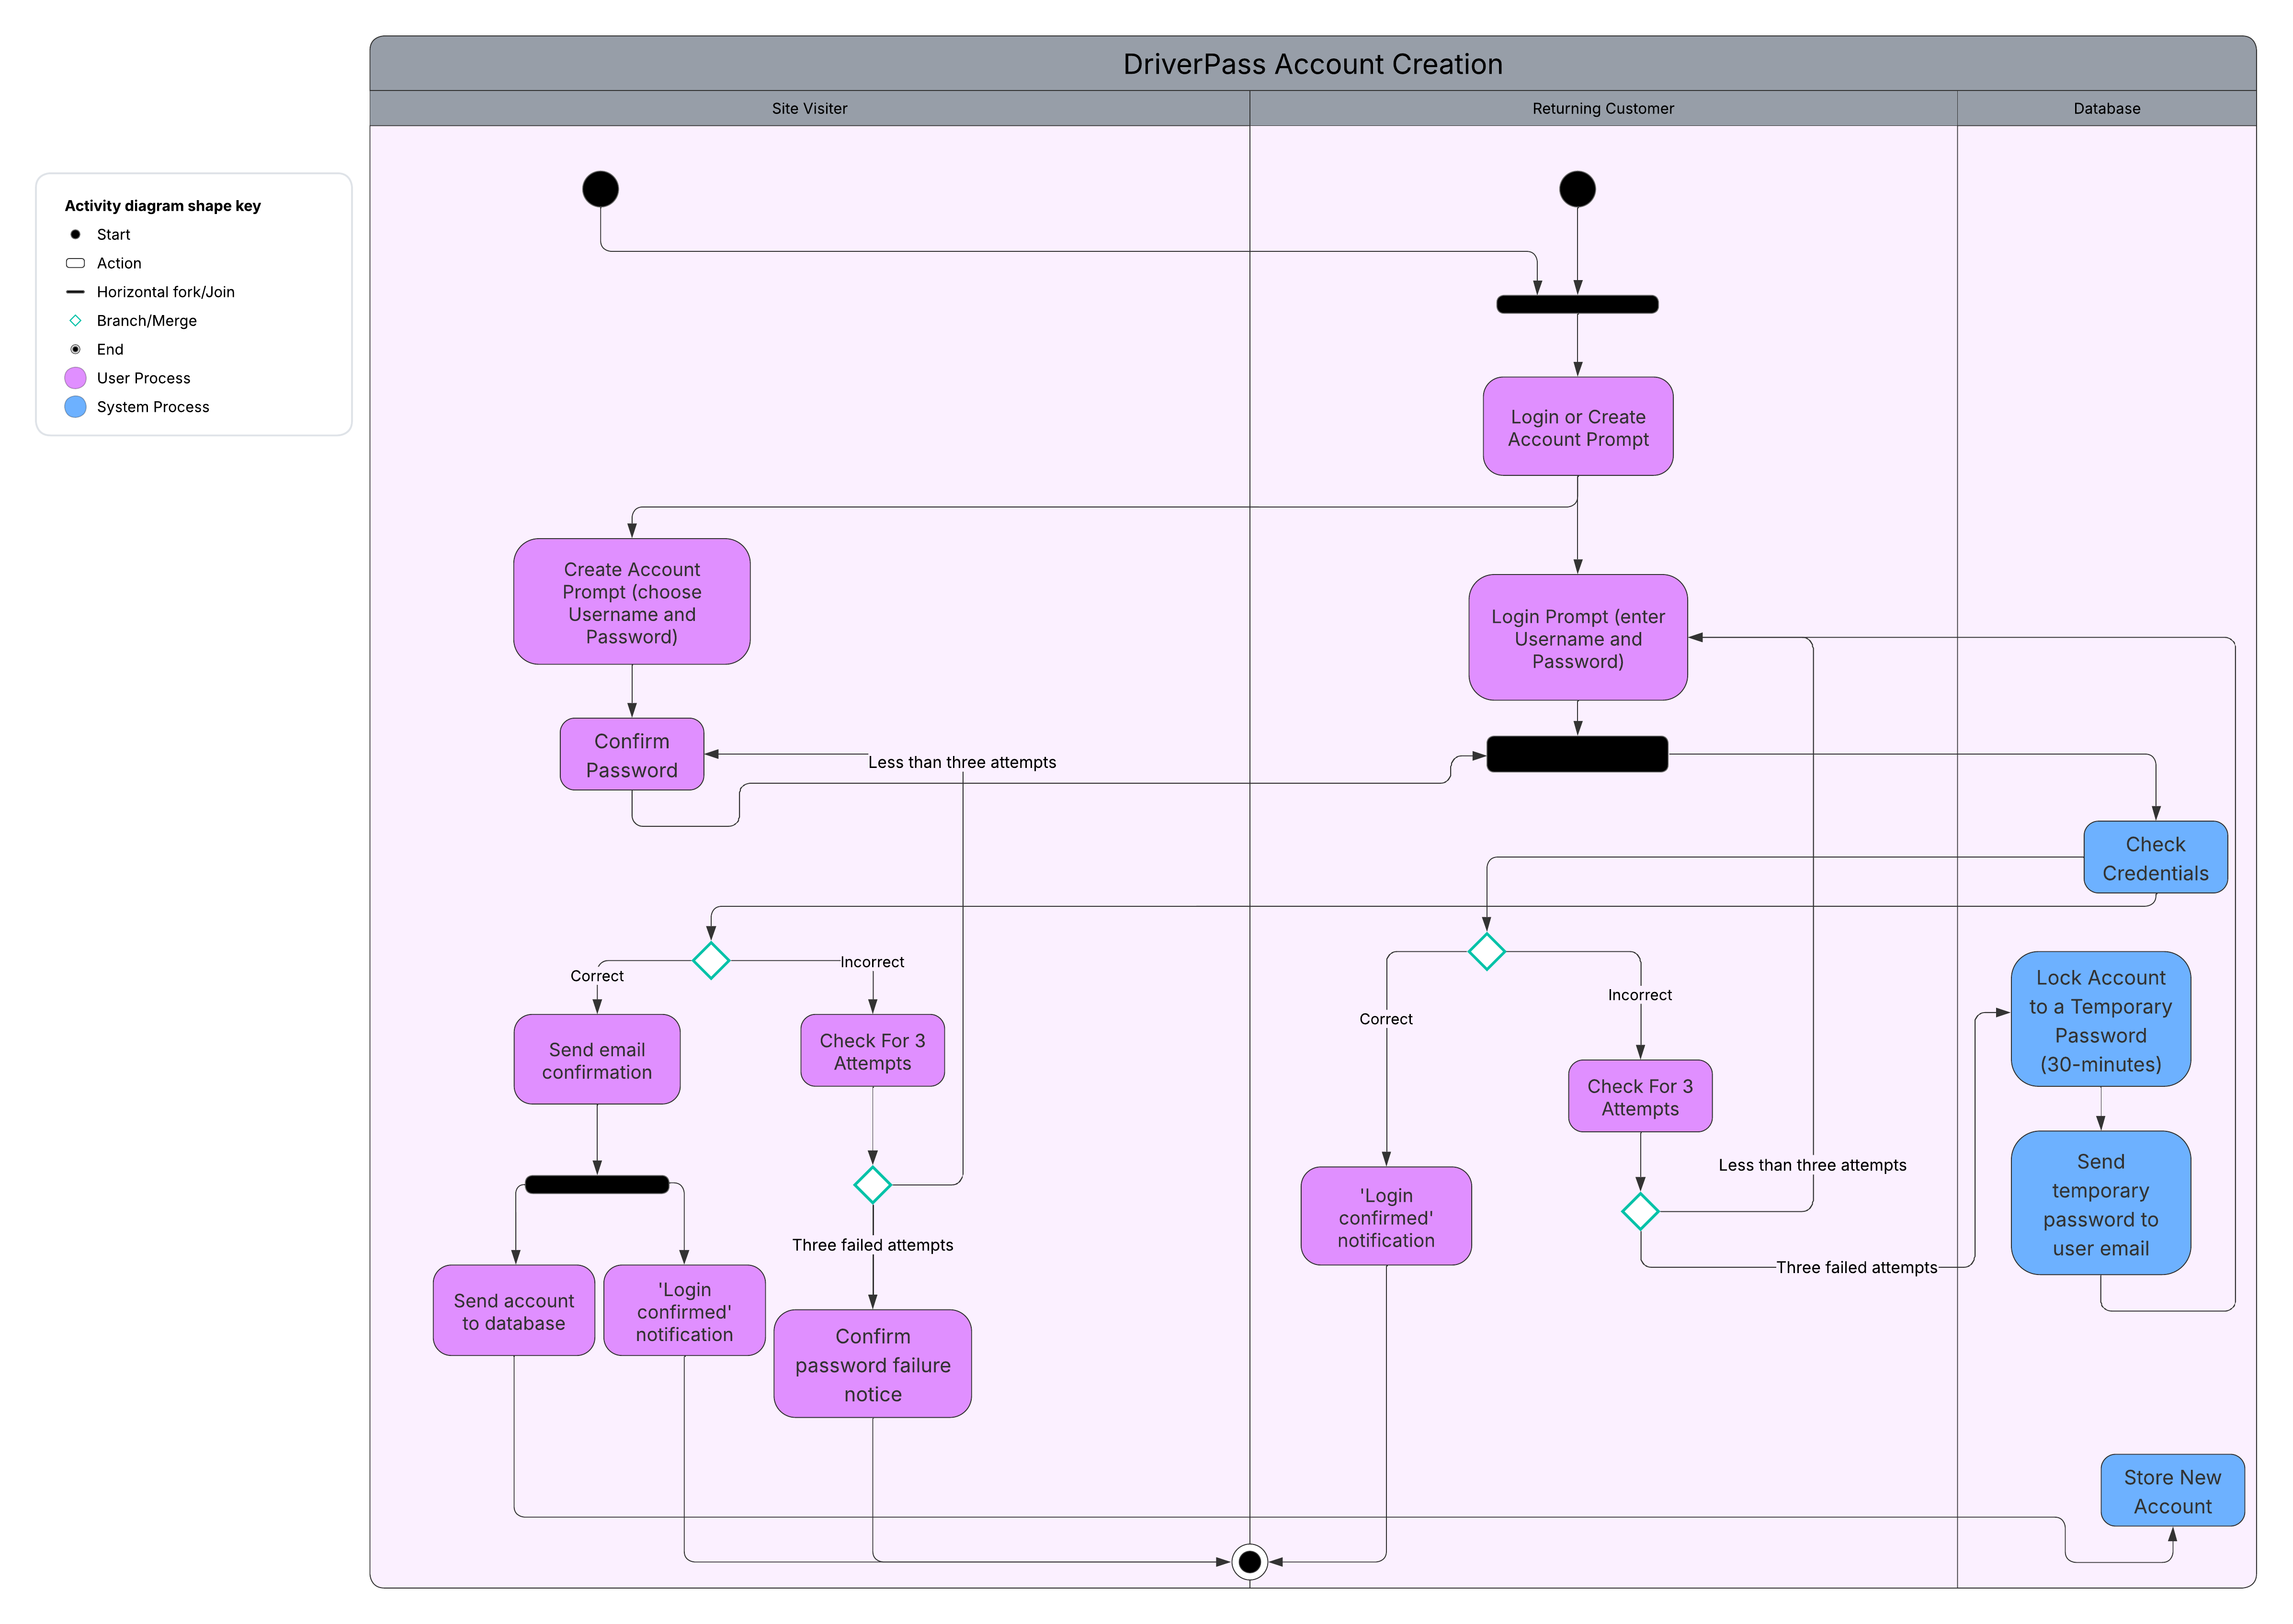 DriverPass Account Creation
Site Visiter
Returning Customer
Database
Activity diagram shape key
Start
Action
Horizontal fork/Join
Branch/Merge
End
User Process
System Process
Login or Create
Account Prompt
Create Account
Prompt (choose
Username and
Password)
Login Prompt (enter
Username and
Password)
Confirm
Password
Less than three attempts
Check
Credentials
Correct
Incorrect
Correct
Incorrect
Lock Account
to a Temporary
Password
(30-minutes)
Send email
confirmation
Check For 3
Attempts
Check For 3
Attempts
Less than three attempts
Send
temporary
password to
user email
'Login
confirmed'
notification
Three failed attempts
Three failed attempts
Send account
to database
'Login
confirmed'
notification
Confirm
password failure
notice
Store New
Account